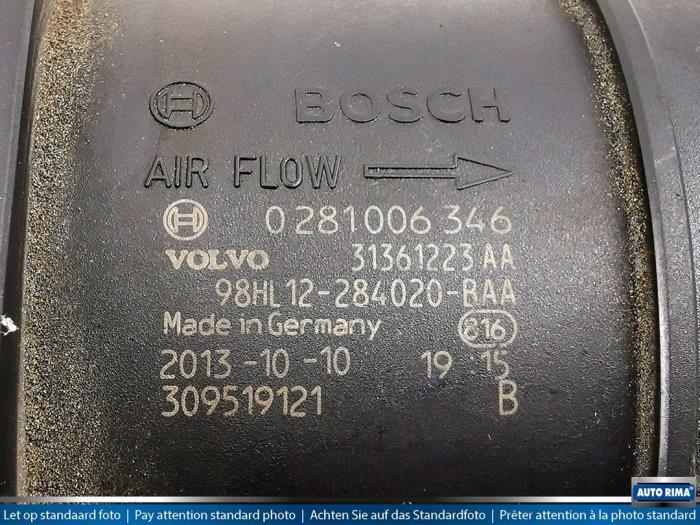 BOSCH
AIR FLOW
0 281 006 346
VOLVO 31361223 AA
98HL12-284020-BAA
Made in Germany 816
2013-10-10 19 15
309519121 B
AUTO RIMA
Let op standaard foto | Pay attention standard photo | Achten Sie auf das Standardfoto | Prêter attention à la photo standard